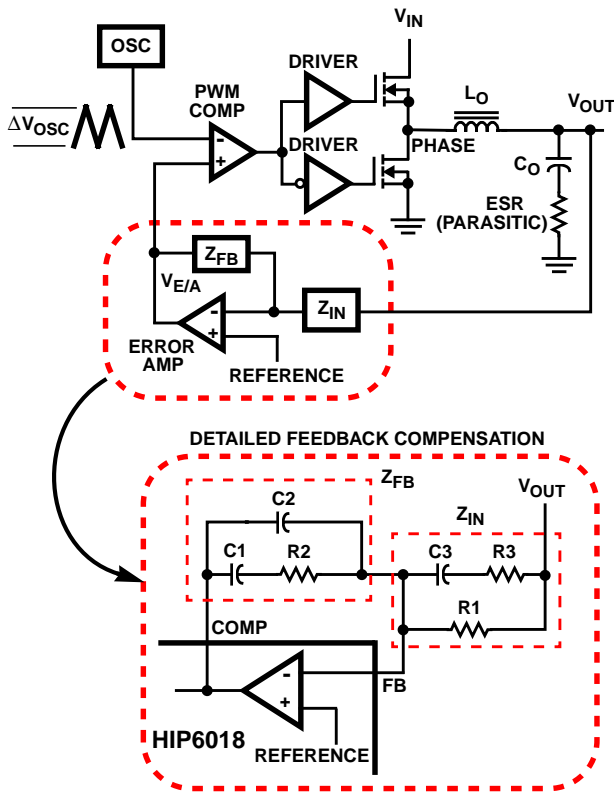 OSC
V_IN
DRIVER
PWM
COMP
L_O
V_OUT
ΔV_OSC
-
+
DRIVER
PHASE
C_O
ESR
(PARASITIC)
Z_FB
V_E/A
Z_IN
-
+
ERROR
AMP
REFERENCE
DETAILED FEEDBACK COMPENSATION
Z_FB
V_OUT
C2
Z_IN
C1
R2
C3
R3
R1
COMP
-
+
FB
HIP6018
REFERENCE